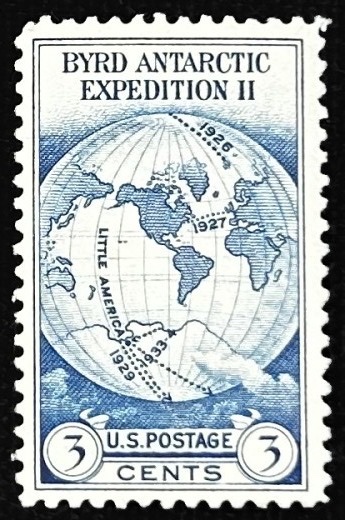 BYRD ANTARCTIC
EXPEDITION II
1926
1927
LITTLE AMERICA
1933
1929
3 U.S. POSTAGE 3
CENTS